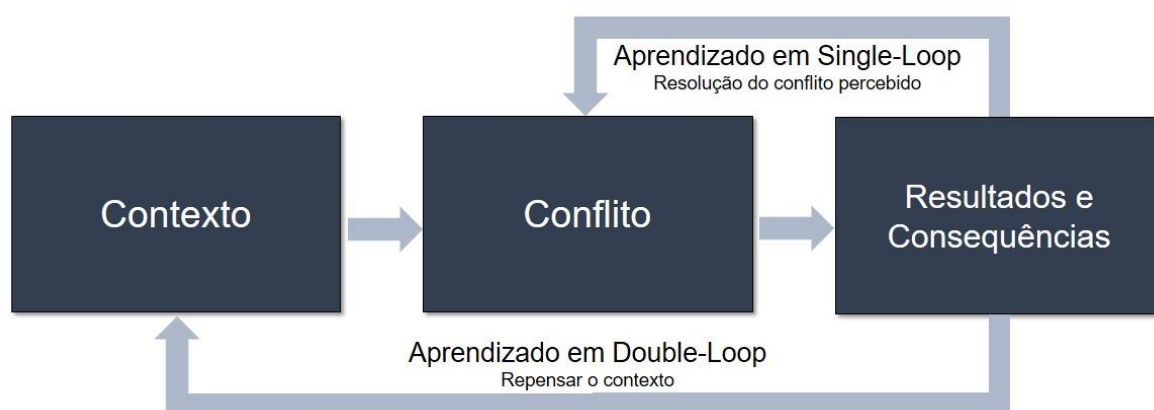 Aprendizado em Single-Loop
Resolução do conflito percebido
Contexto
Conflito
Resultados e
Consequências
Aprendizado em Double-Loop
Repensar o contexto